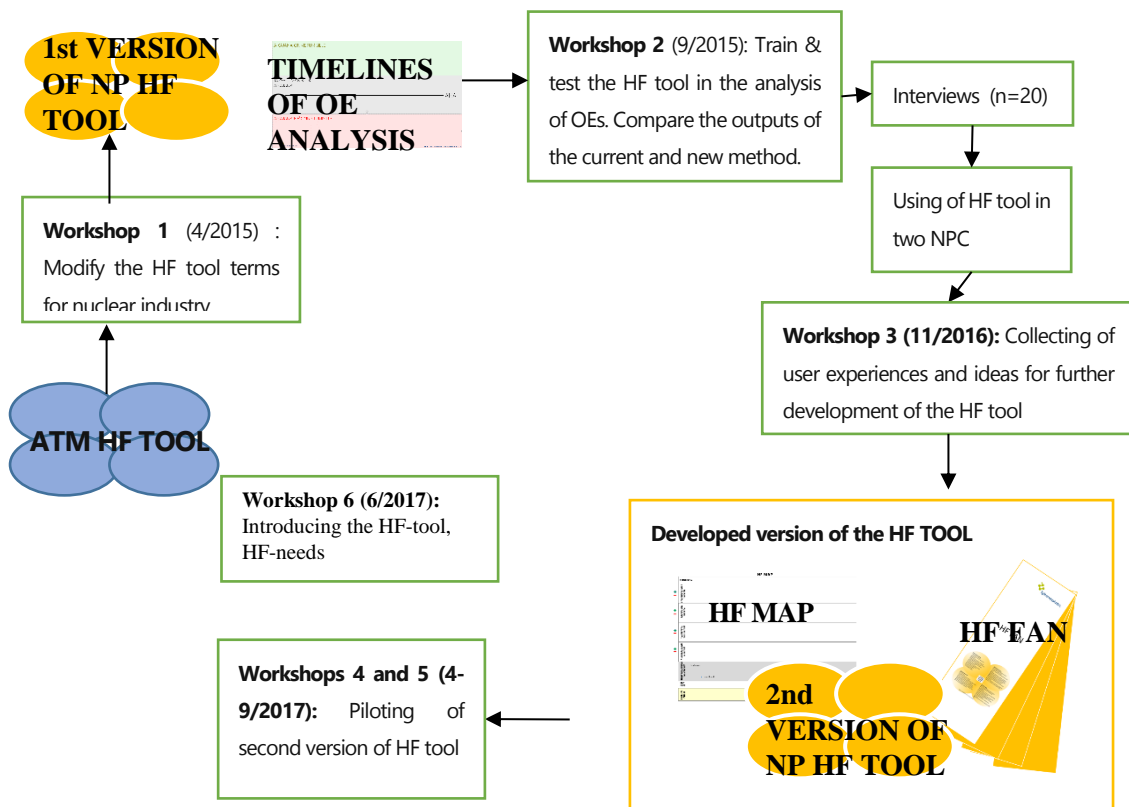 1st VERSION
OF NP HF
TOOL
TIMELINES
OF OE
ANALYSIS
Workshop 2 (9/2015): Train &
test the HF tool in the analysis
of OEs. Compare the outputs of
the current and new method.
Interviews (n=20)
Using of HF tool in
two NPC
Workshop 1 (4/2015) :
Modify the HF tool terms
for nuclear industry
Workshop 3 (11/2016): Collecting of
user experiences and ideas for further
development of the HF tool
ATM HF TOOL
Workshop 6 (6/2017):
Introducing the HF-tool,
HF-needs
Developed version of the HF TOOL
HF MAP
HF MAP
HF FAN
2nd
VERSION OF
NP HF TOOL
Workshops 4 and 5 (4-
9/2017): Piloting of
second version of HF tool